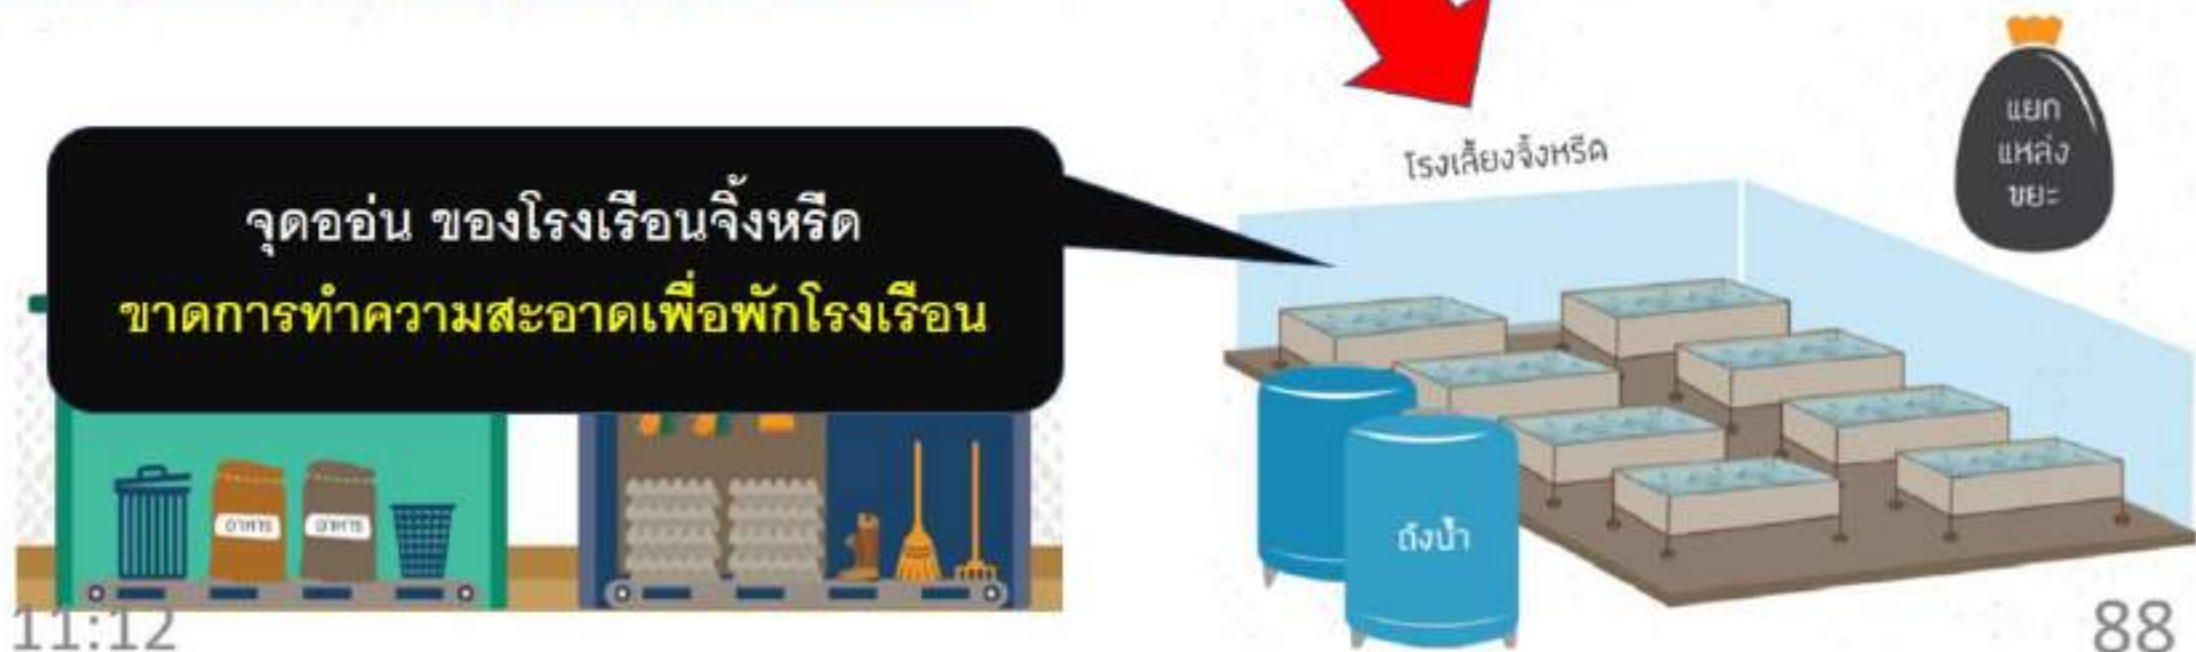 แยก
แหล่ง
ขยะ
โรงเลี้ยงจิ้งหรีด
จุดออ่น ของโรงเรือนจิ้งหรีด
ขาดการทำความสะอาดเพื่อพักโรงเรือน
อาหาร
อาหาร
ถังน้ำ
11:12
88